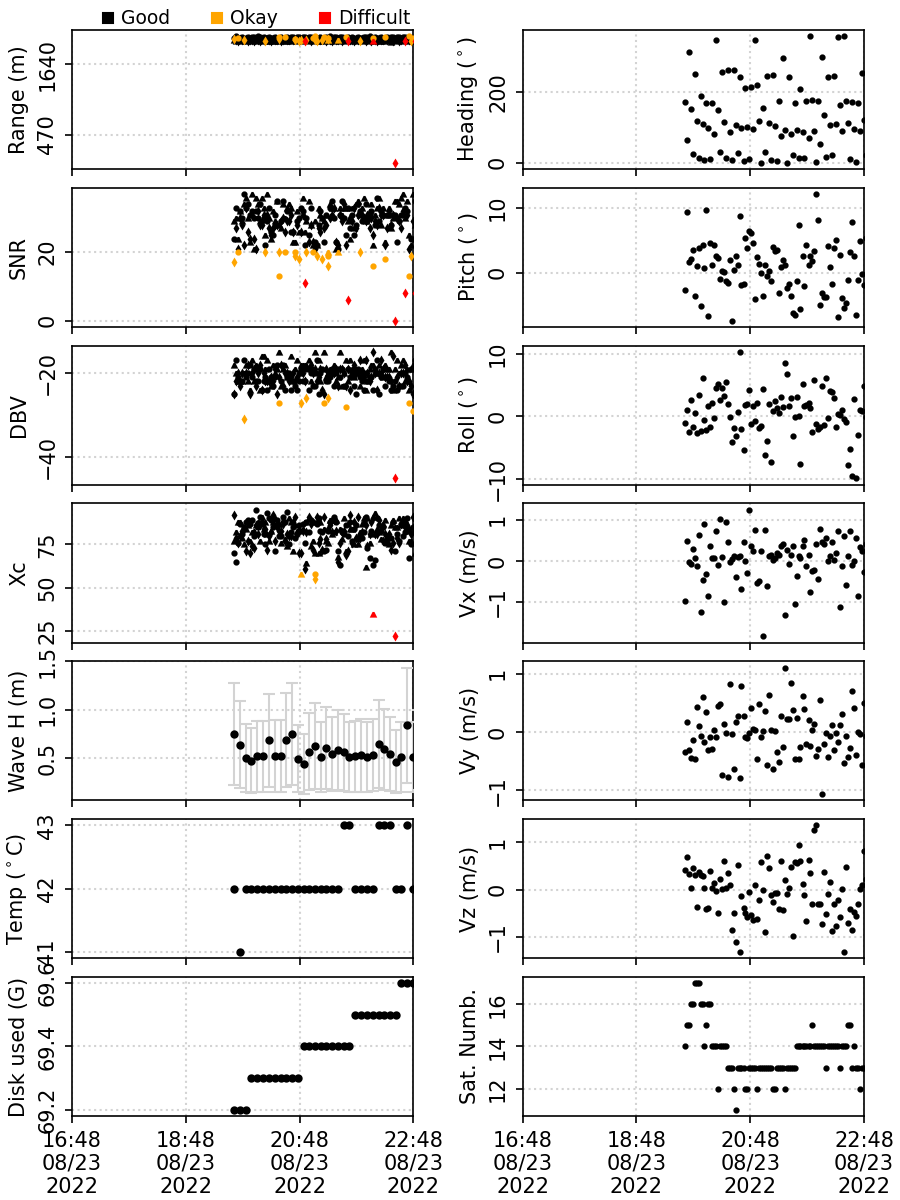 Good Okay Difficult
Range (m)
1640
470
Heading (°)
200
0
SNR
20
0
Pitch (°)
10
0
DBV
−20
−40
Roll (°)
10
0
−10
Xc
75
50
25
Vx (m/s)
1
0
−1
Wave H (m)
1.5
1.0
0.5
Vy (m/s)
1
0
−1
Temp (°C)
43
42
41
Vz (m/s)
1
0
−1
Disk used (G)
69.6
69.4
69.2
Sat. Numb.
16
14
12
16:48 18:48 20:48 22:48
08/23 08/23 08/23 08/23
2022 2022 2022 2022
16:48 18:48 20:48 22:48
08/23 08/23 08/23 08/23
2022 2022 2022 2022